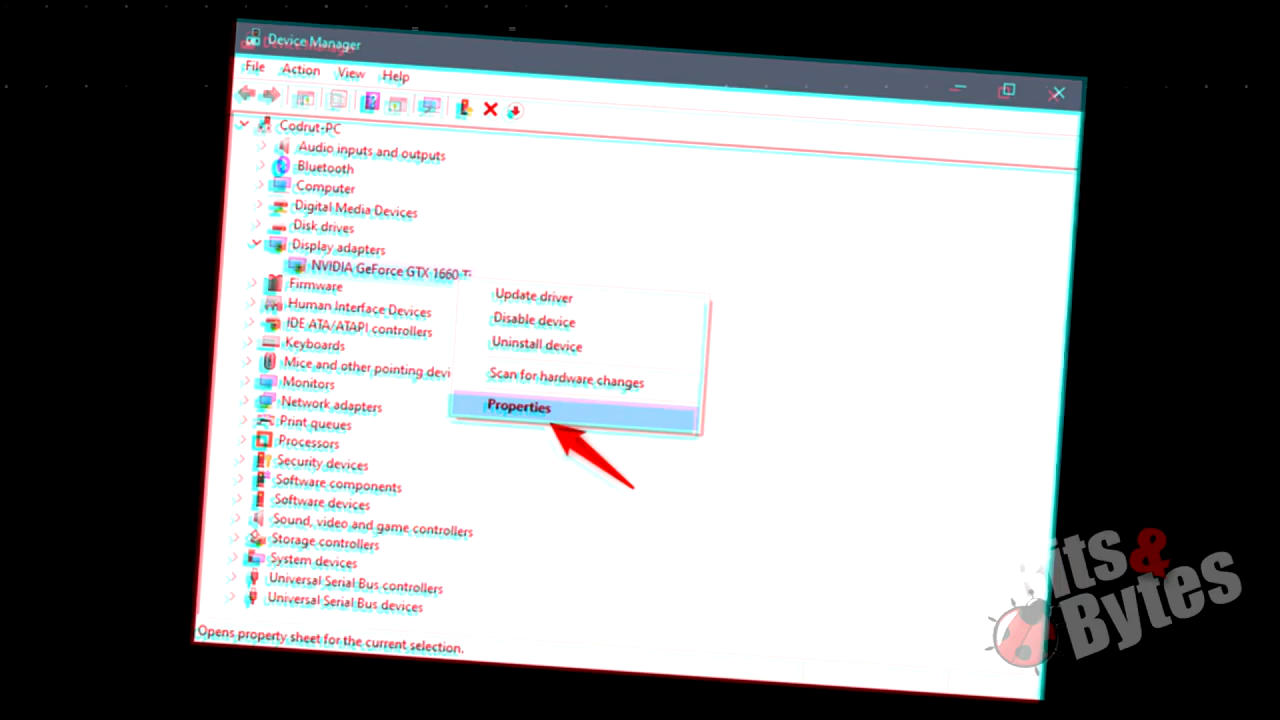 Device Manager
File Action View Help
Codrut-PC
Audio inputs and outputs
Bluetooth
Computer
Digital Media Devices
Disk drives
Display adapters
NVIDIA GeForce GTX 1660 Ti
Firmware
Human Interface Devices
IDE ATA/ATAPI controllers
Keyboards
Mice and other pointing devi
Monitors
Network adapters
Print queues
Processors
Security devices
Software components
Software devices
Sound, video and game controllers
Storage controllers
System devices
Universal Serial Bus controllers
Universal Serial Bus devices
Update driver
Disable device
Uninstall device
Scan for hardware changes
Properties
Opens property sheet for the current selection.
its&
Bytes